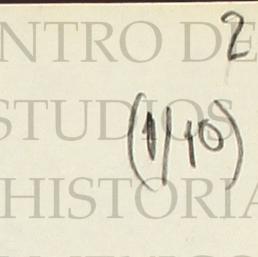 2
NTRO DE
STUDIOS
(1/40)
HISTORIA